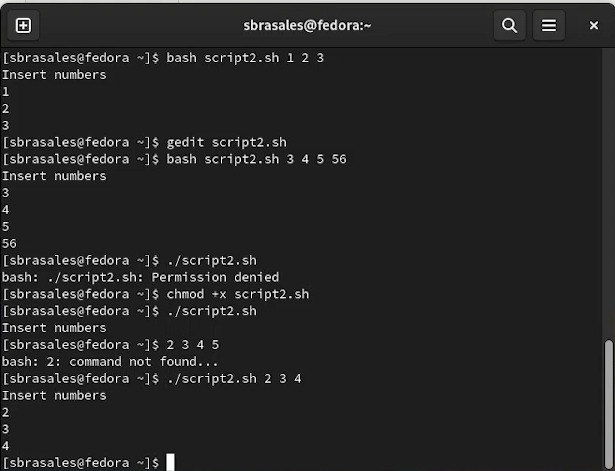 sbrasales@fedora:~
[sbrasales@fedora ~]$ bash script2.sh 1 2 3
Insert numbers
1
2
3
[sbrasales@fedora ~]$ gedit script2.sh
[sbrasales@fedora ~]$ bash script2.sh 3 4 5 56
Insert numbers
3
4
5
56
[sbrasales@fedora ~]$ ./script2.sh
bash: ./script2.sh: Permission denied
[sbrasales@fedora ~]$ chmod +x script2.sh
[sbrasales@fedora ~]$ ./script2.sh
Insert numbers
[sbrasales@fedora ~]$ 2 3 4 5
bash: 2: command not found...
[sbrasales@fedora ~]$ ./script2.sh 2 3 4
Insert numbers
2
3
4
[sbrasales@fedora ~]$